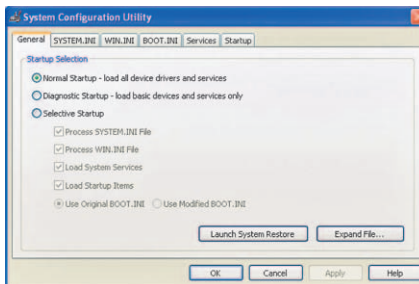 System Configuration Utility
General SYSTEM.INI WIN.INI BOOT.INI Services Startup
Startup Selection
Normal Startup - load all device drivers and services
Diagnostic Startup - load basic devices and services only
Selective Startup
Process SYSTEM.INI File
Process WIN.INI File
Load System Services
Load Startup Items
Use Original BOOT.INI Use Modified BOOT.INI
Launch System Restore Expand File...
OK Cancel Apply Help